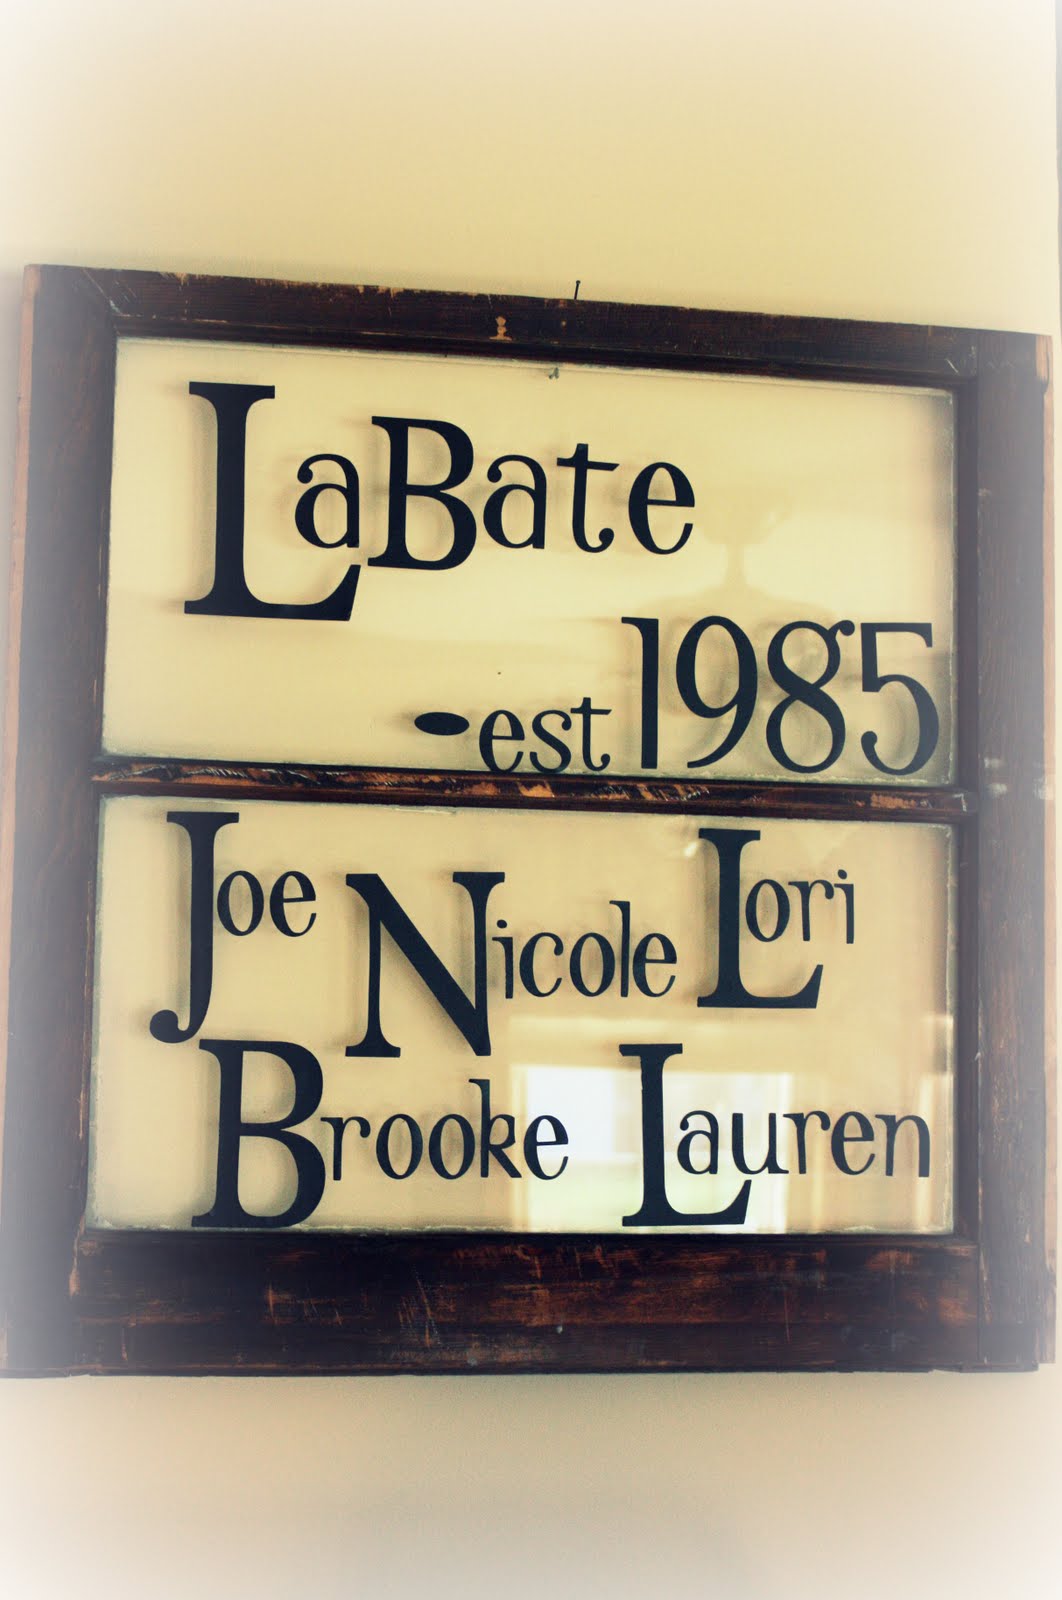 LaBate
-est 1985
Joe Nicole Lori
Brooke Lauren